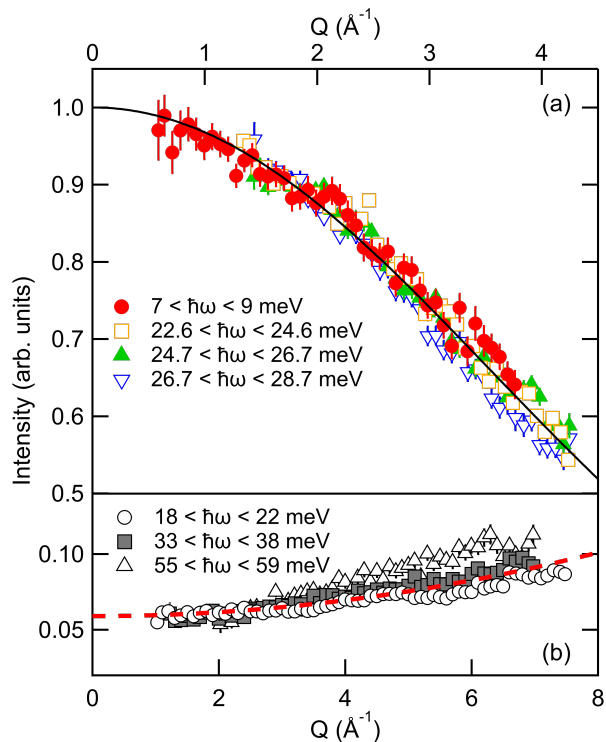 Q (Å⁻¹)
0 1 2 3 4
(a)
1.0
0.9
0.8
0.7
0.6
0.5
Intensity (arb. units)
7 < ħω < 9 meV
22.6 < ħω < 24.6 meV
24.7 < ħω < 26.7 meV
26.7 < ħω < 28.7 meV
18 < ħω < 22 meV
33 < ħω < 38 meV
55 < ħω < 59 meV
0.10
0.05
(b)
0 2 4 6 8
Q (Å⁻¹)